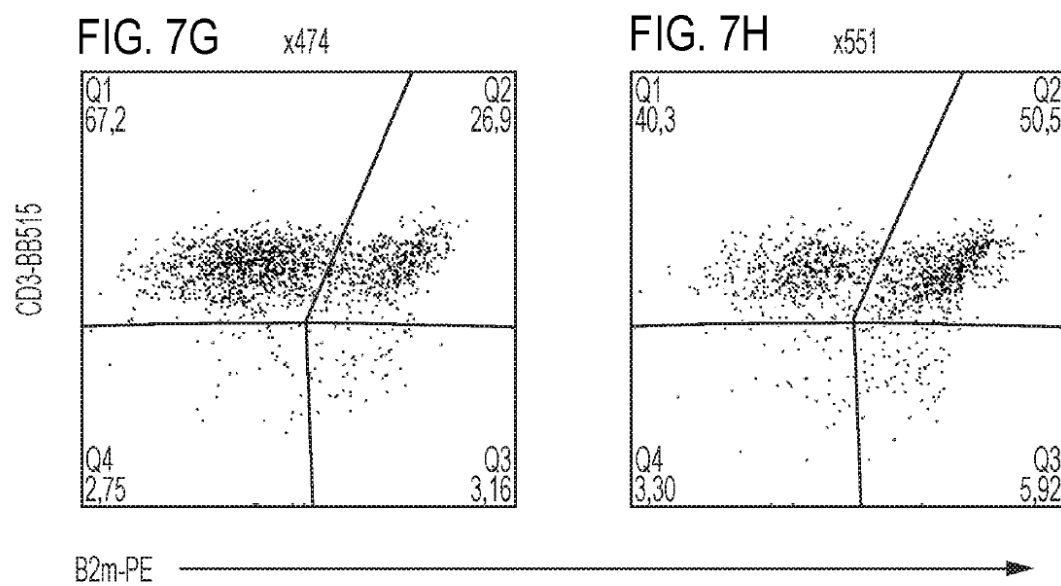 FIG. 7G x474
Q1
67,2
Q2
26,9
Q4
2,75
Q3
3,16
FIG. 7H x551
Q1
40,3
Q2
50,5
Q4
3,30
Q3
5,92
CD3-BB515
B2m-PE